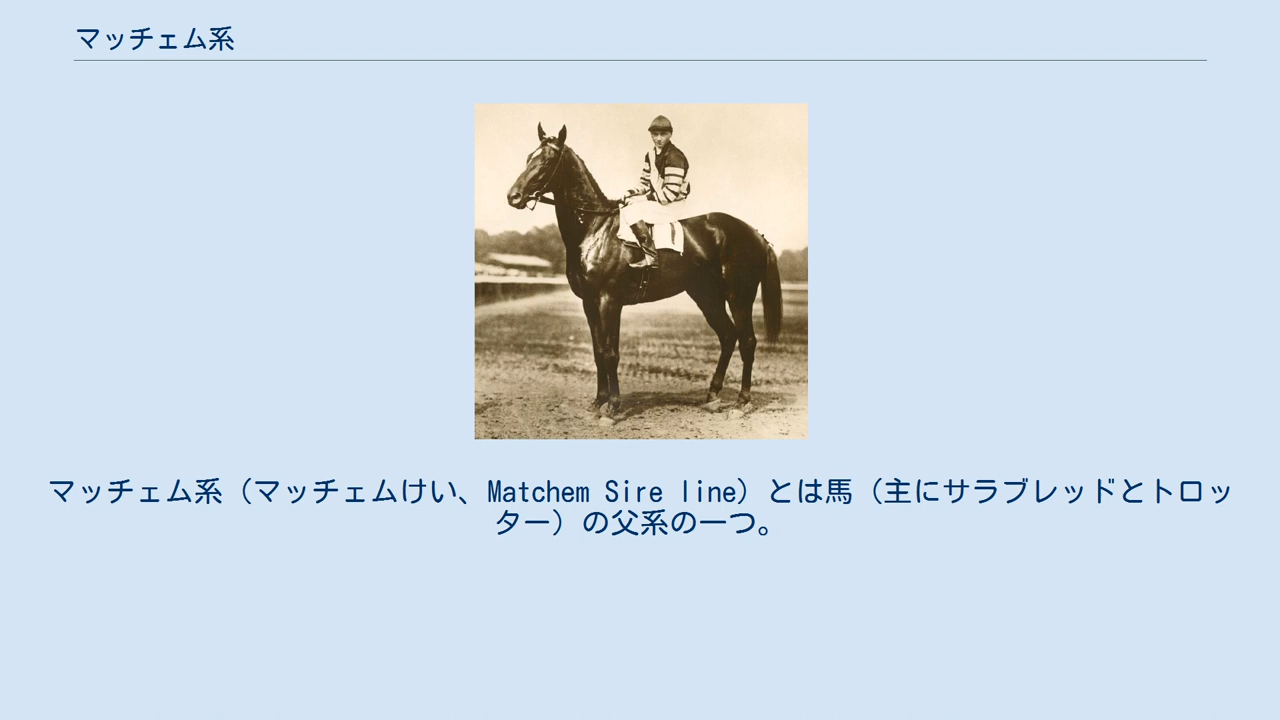 マッチェム系
マッチェム系（マッチェムけい、Matchem Sire line）とは馬（主にサラブレッドとトロッ
ター）の父系の一つ。